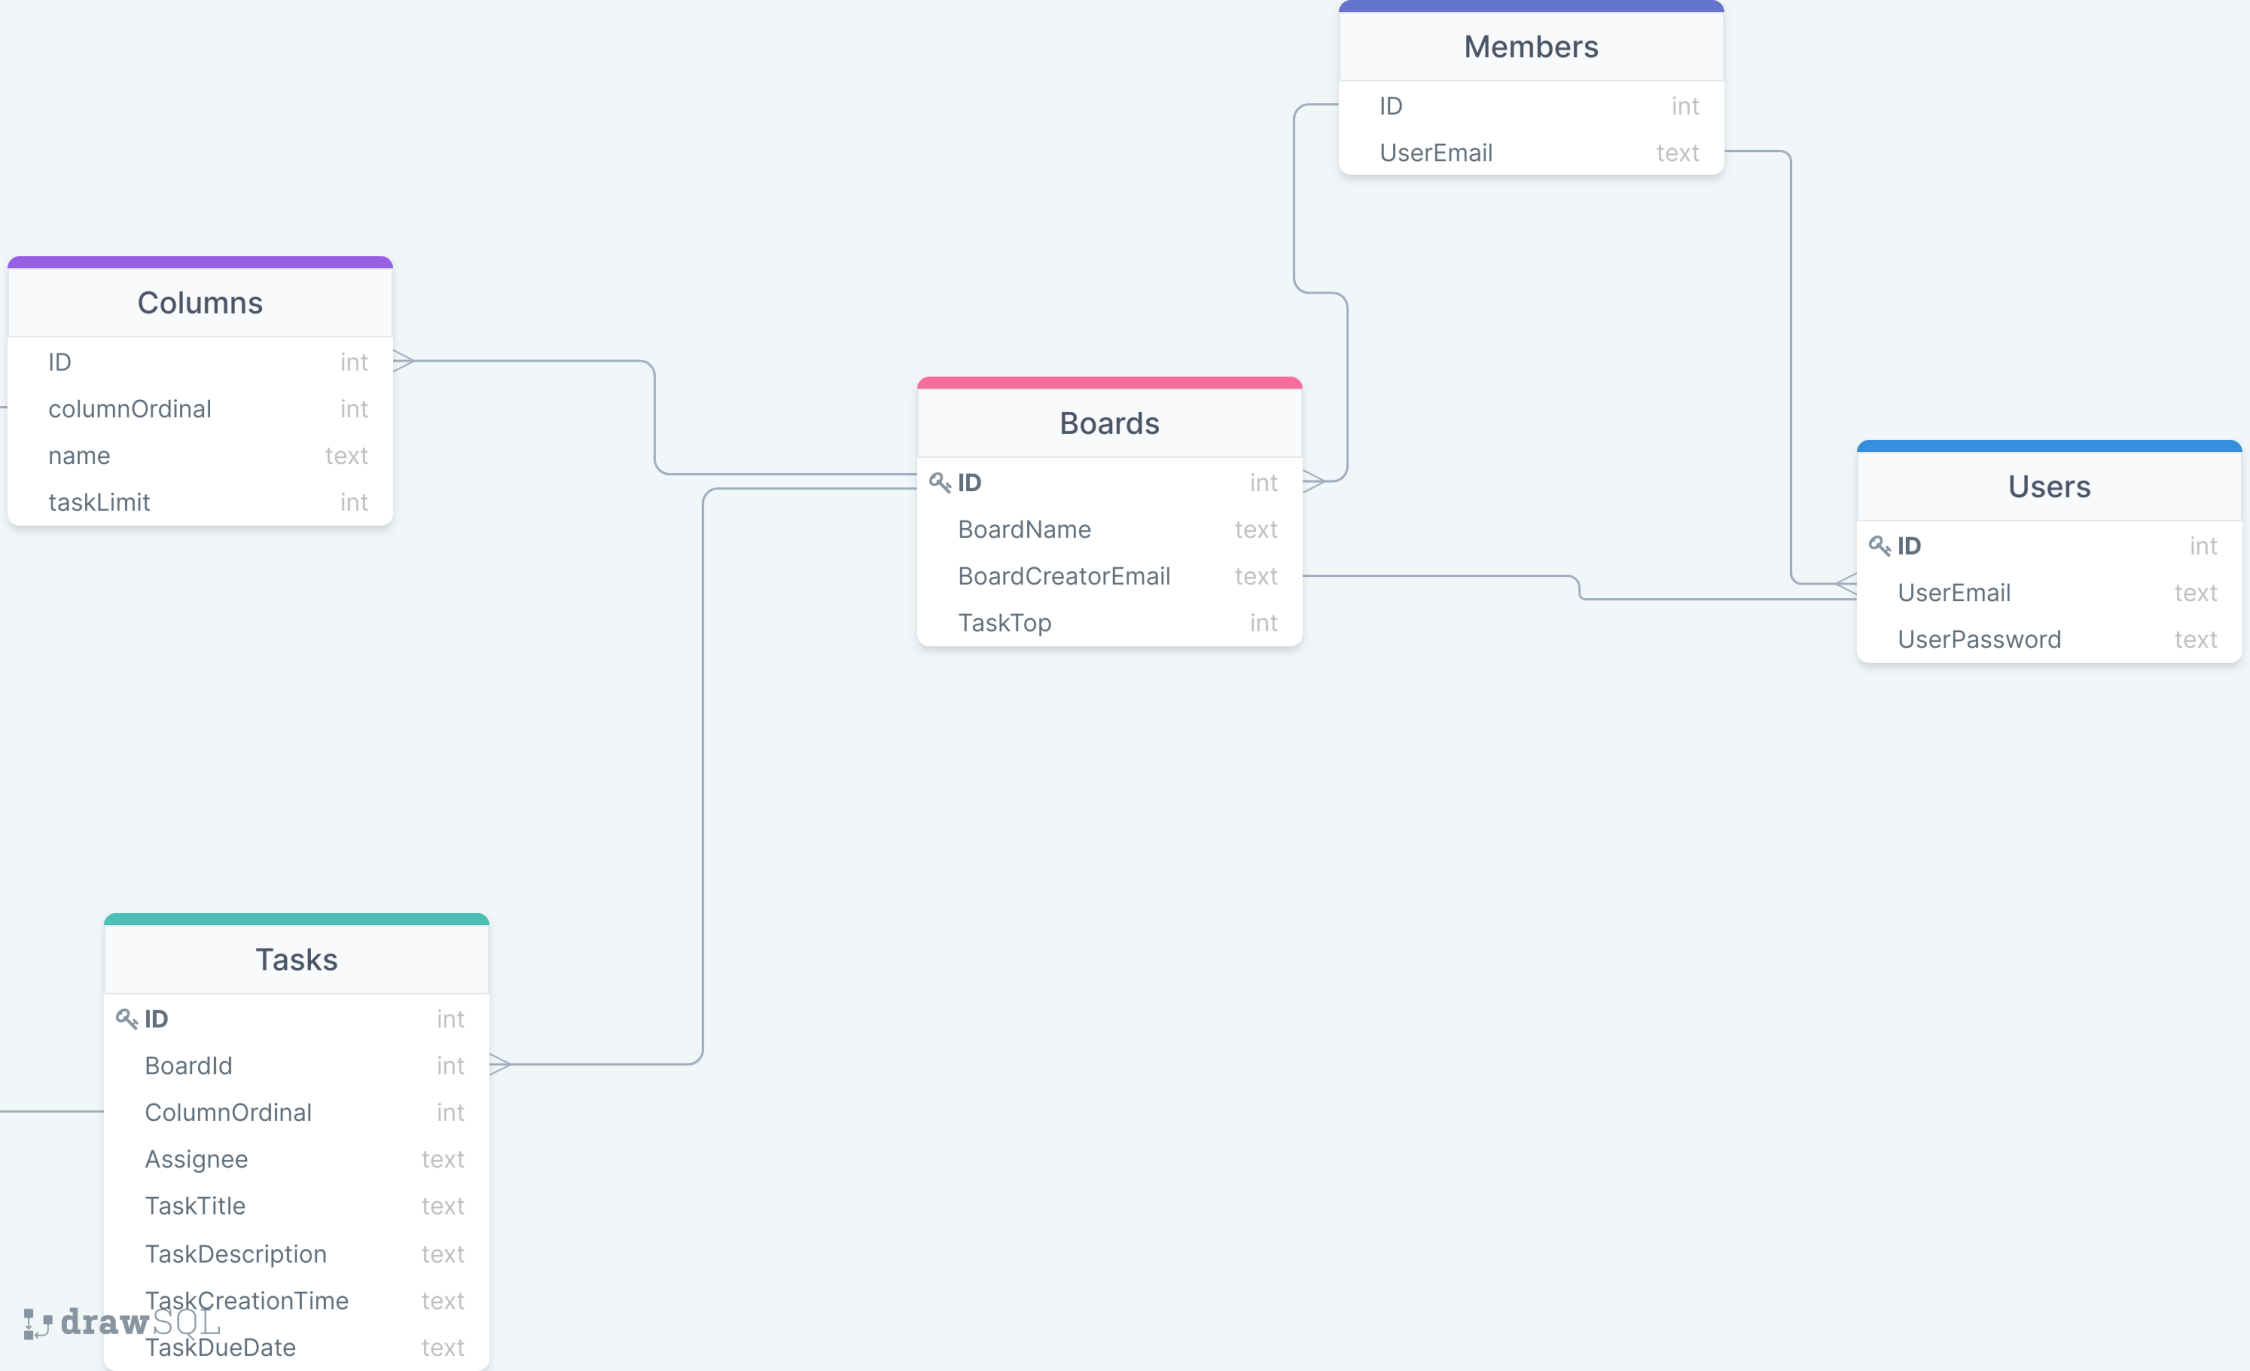 Members
ID int
UserEmail text
Columns
ID int
columnOrdinal int
name text
taskLimit int
Boards
ID int
BoardName text
BoardCreatorEmail text
TaskTop int
Users
ID int
UserEmail text
UserPassword text
Tasks
ID int
BoardId int
ColumnOrdinal int
Assignee text
TaskTitle text
TaskDescription text
TaskCreationTime text
TaskDueDate text
drawSQL